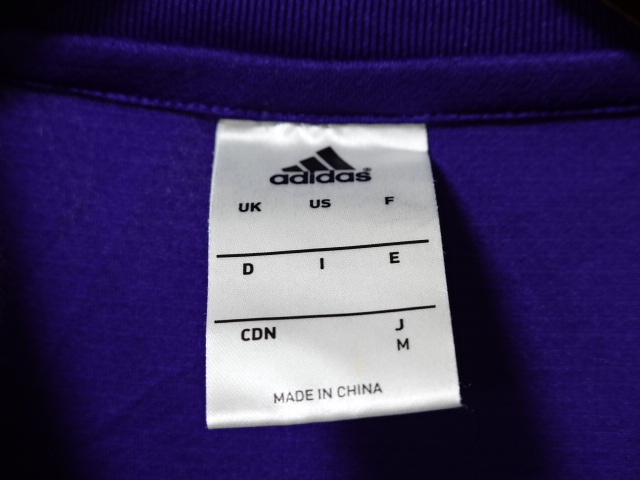 adidas®
UK US F
D I E
CDN J
M
MADE IN CHINA